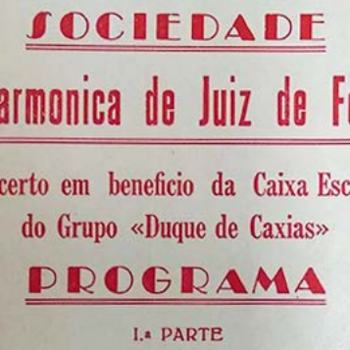 SOCIEDADE
armonica de Juiz de Fo
certo em beneficio da Caixa Esc
do Grupo «Duque de Caxias»
PROGRAMA
I.ª PARTE